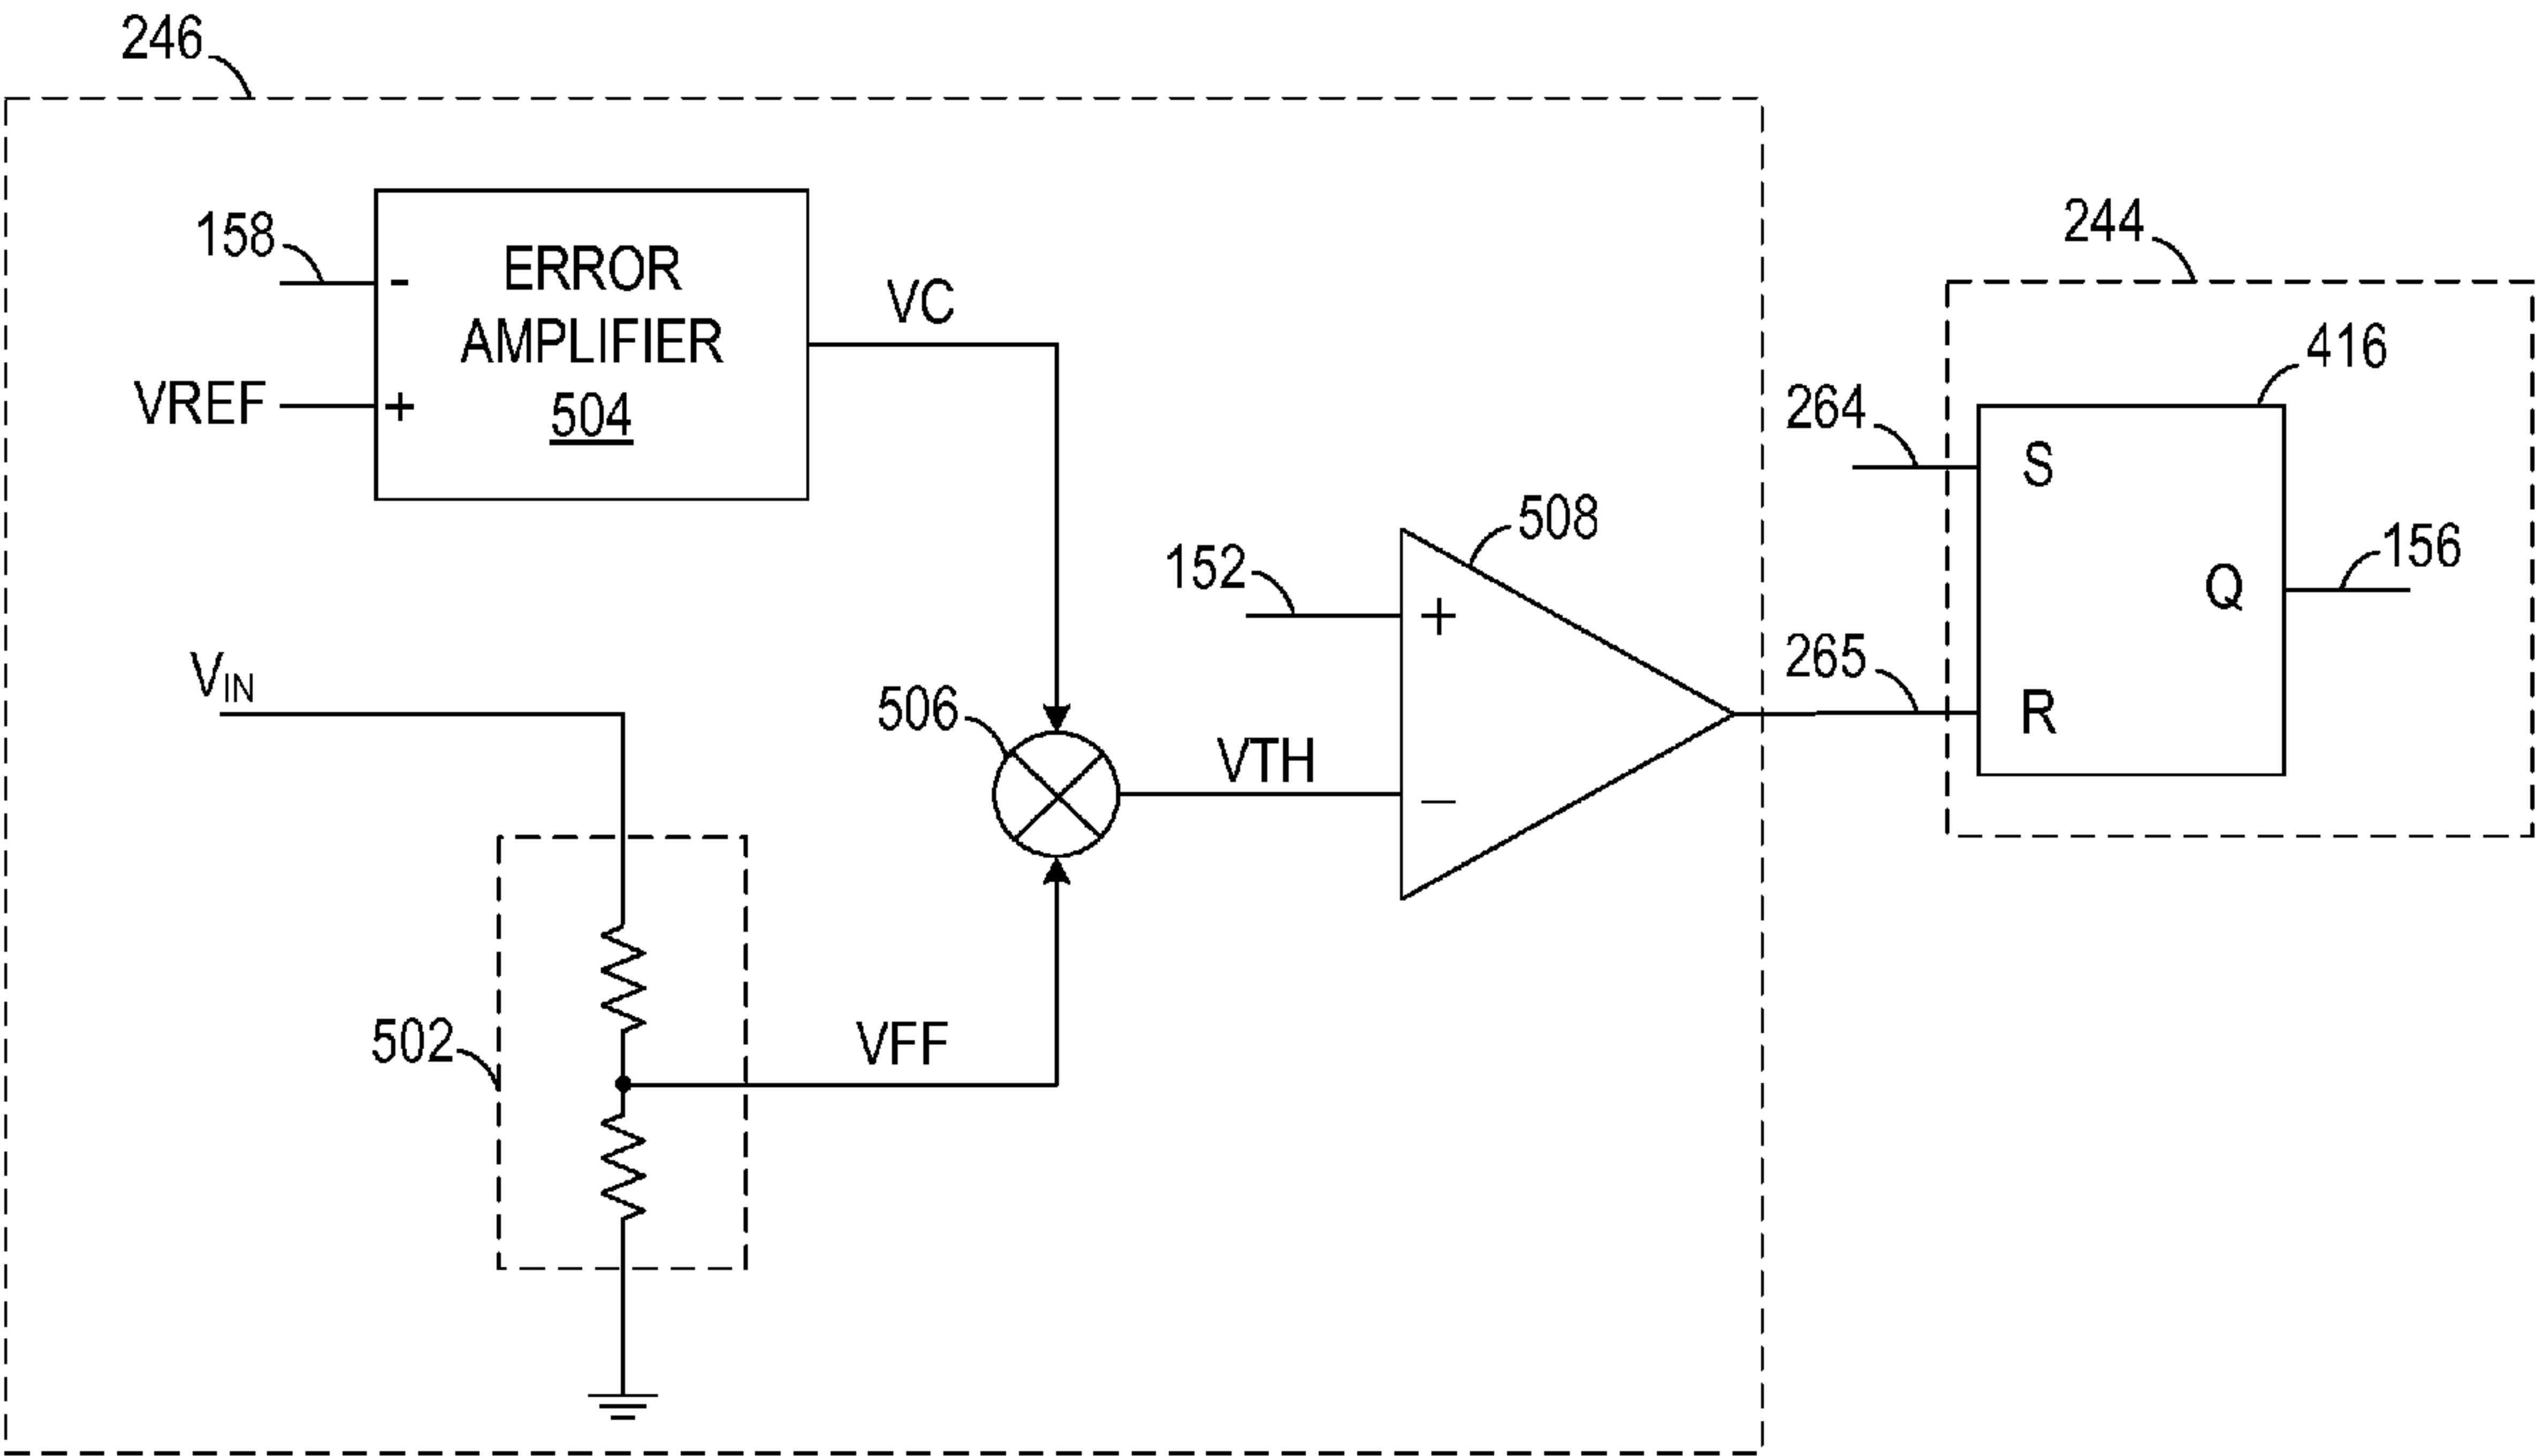 246
158
-
ERROR
AMPLIFIER
504
VREF
+
VC
244
416
264
S
508
152
+
156
Q
265
R
VIN
506
VTH
–
502
VFF